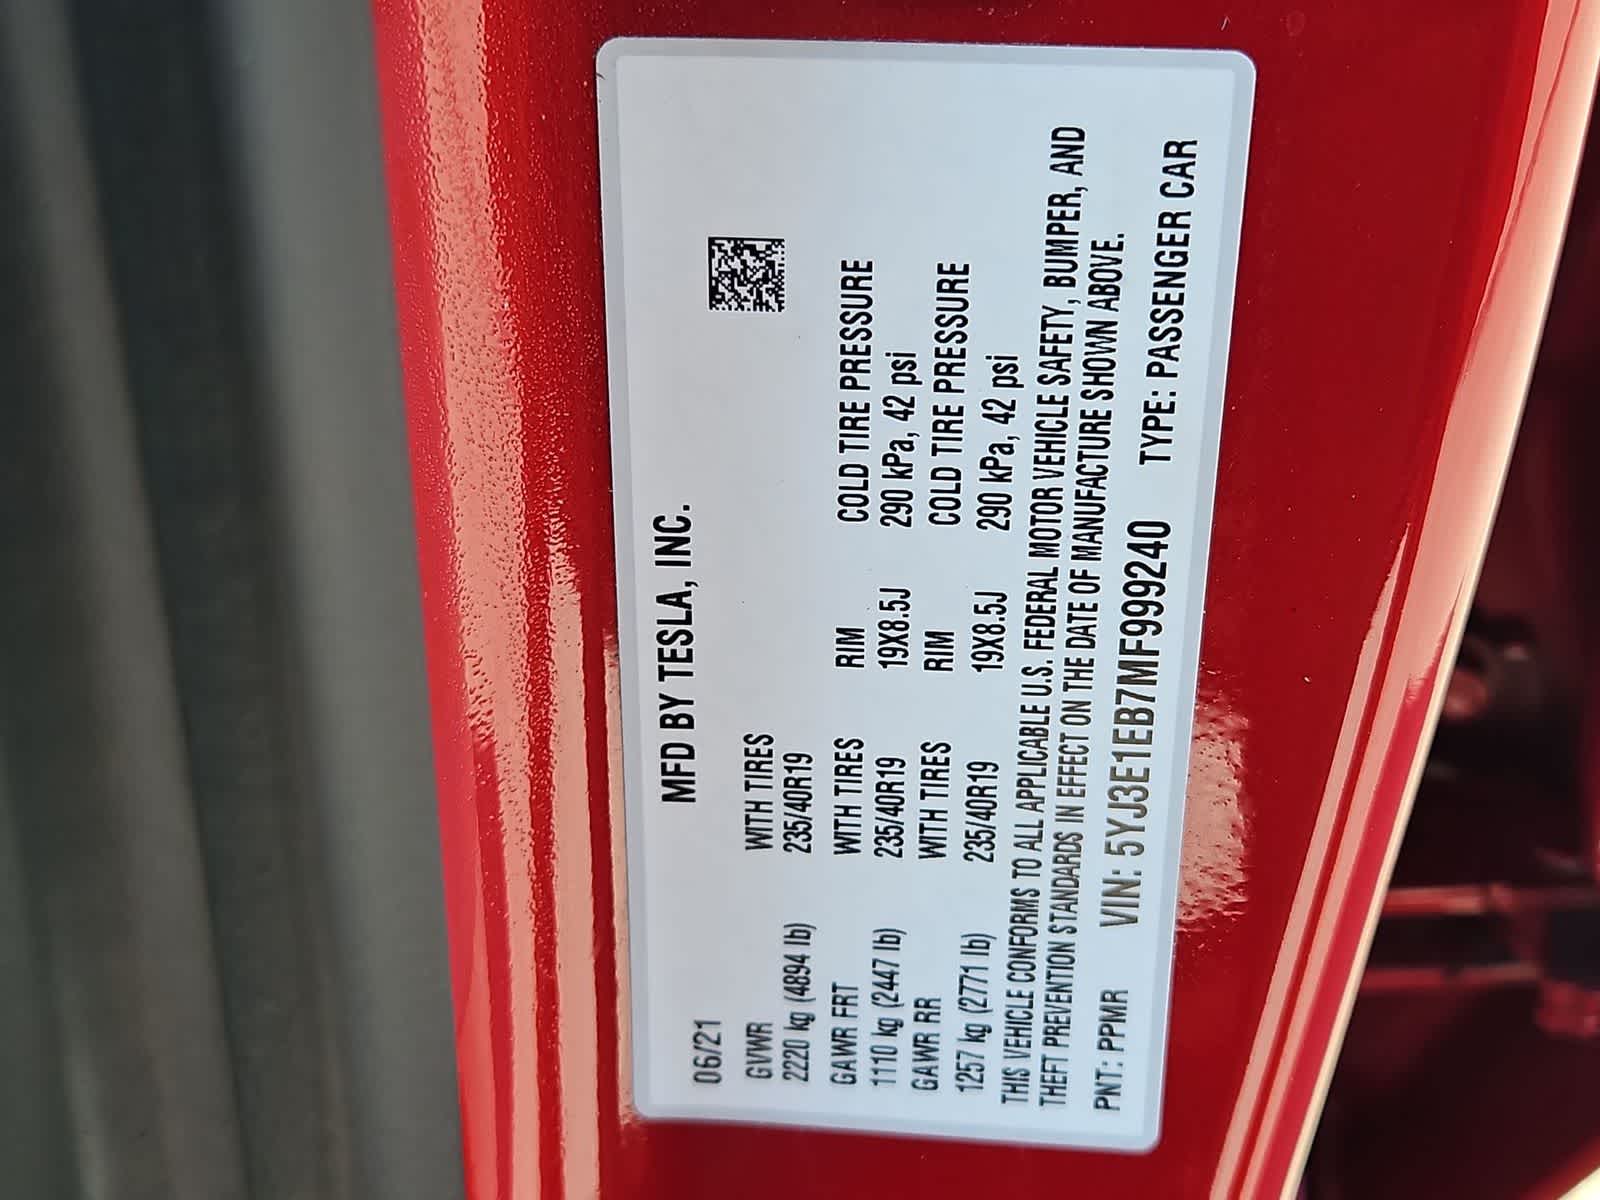 MFD BY TESLA, INC.
06/21
GVWR WITH TIRES
2220 kg (4894 lb) 235/40R19
GAWR FRT WITH TIRES RIM COLD TIRE PRESSURE
1110 kg (2447 lb) 235/40R19 19X8.5J 290 kPa, 42 psi
GAWR RR WITH TIRES RIM COLD TIRE PRESSURE
1257 kg (2771 lb) 235/40R19 19X8.5J 290 kPa, 42 psi
THIS VEHICLE CONFORMS TO ALL APPLICABLE U.S. FEDERAL MOTOR VEHICLE SAFETY, BUMPER, AND
THEFT PREVENTION STANDARDS IN EFFECT ON THE DATE OF MANUFACTURE SHOWN ABOVE.
PNT: PPMR VIN: 5YJ3E1EB7MF999240 TYPE: PASSENGER CAR